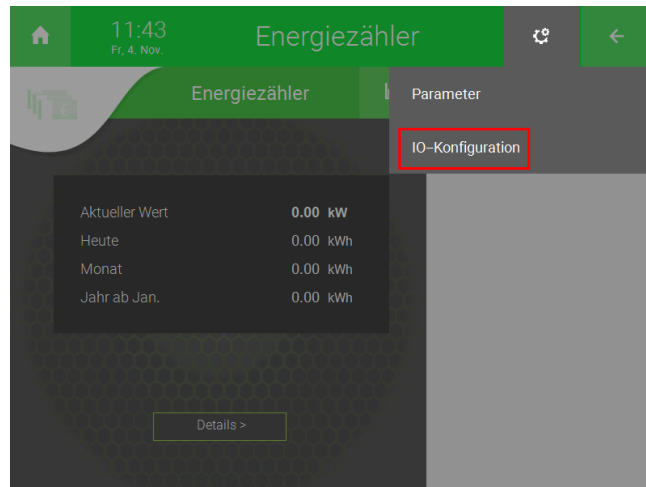 11:43
Fr, 4. Nov.
Energiezähler
Energiezähler
Parameter
IO-Konfiguration
Aktueller Wert 0.00 kW
Heute 0.00 kWh
Monat 0.00 kWh
Jahr ab Jan. 0.00 kWh
Details >